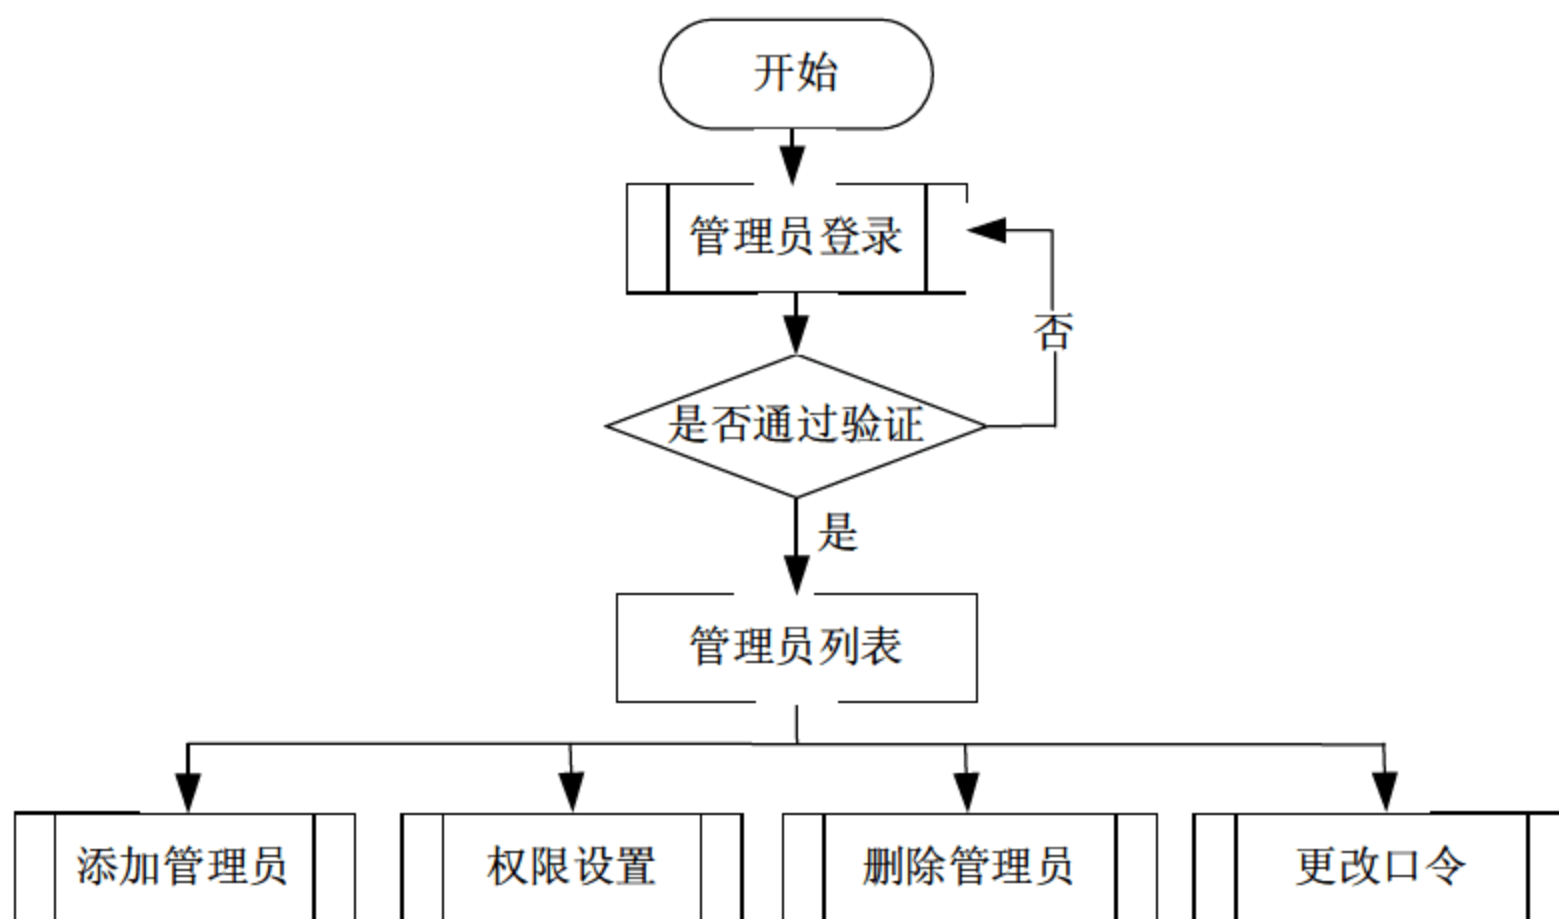 开始
管理员登录
否
是否通过验证
是
管理员列表
添加管理员
权限设置
删除管理员
更改口令